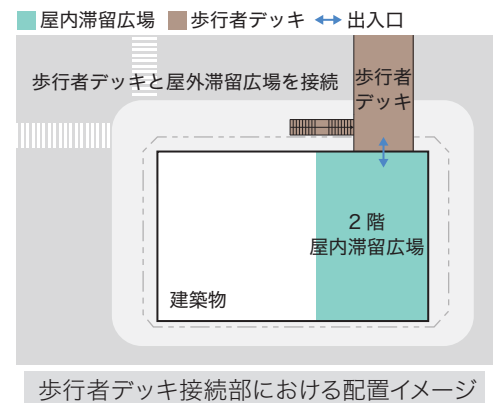 屋内滞留広場 歩行者デッキ 出入口
歩行者デッキと屋外滞留広場を接続
歩行者
デッキ
2 階
屋内滞留広場
建築物
歩行者デッキ接続部における配置イメージ